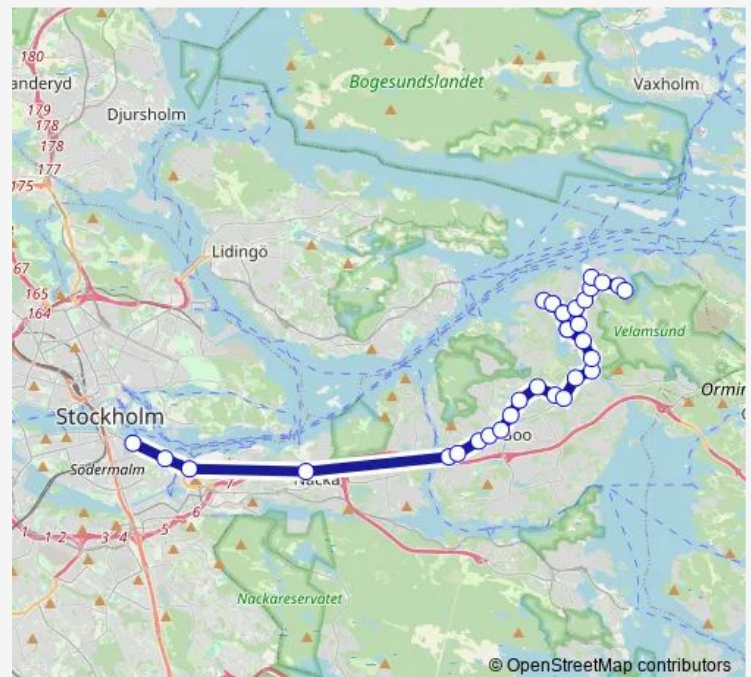 180
anderyd
Djursholm
Bogesundslandet
Vaxholm
179
178
178
177
175
Lidingö
67
165
164
Velamsund
Stockholm
Ormin
Boo
Södermalm
Nacka
7
6
5
1
1
2
3
4
Nackareservatet
© OpenStreetMap contributors